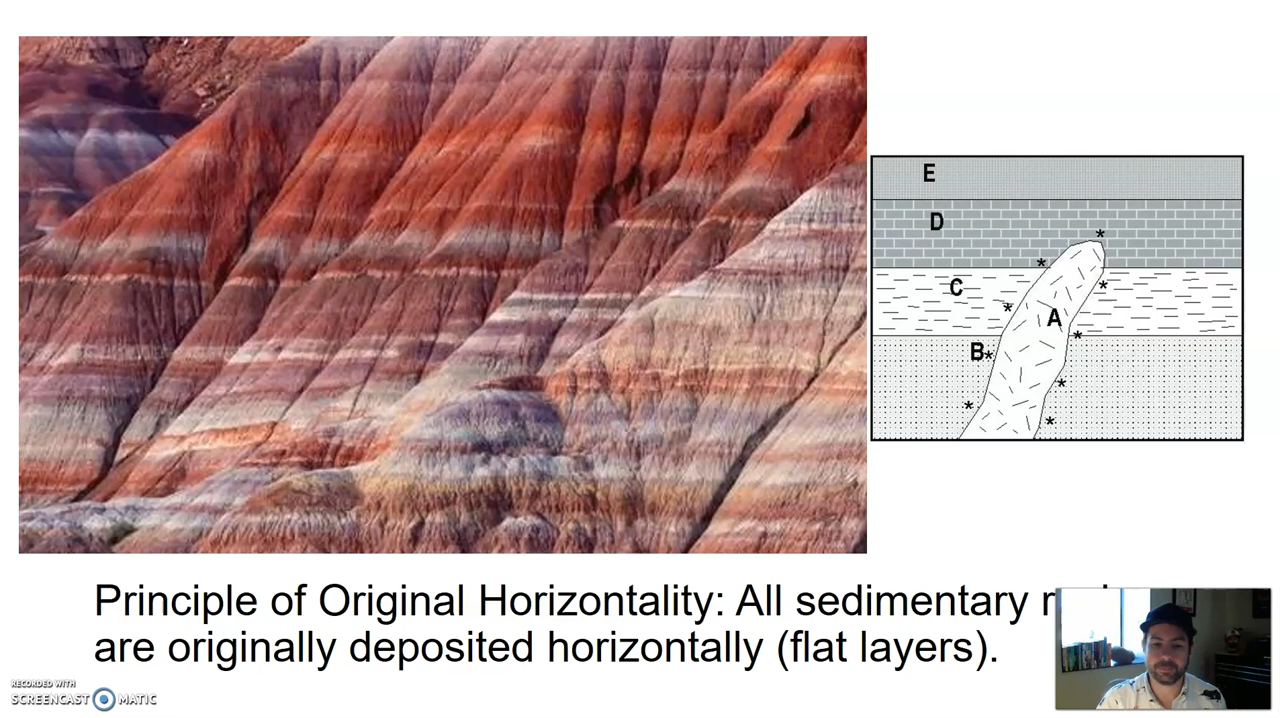 E
D
C
A
B
Principle of Original Horizontality: All sedimentary
are originally deposited horizontally (flat layers).
RECORDED WITH
SCREENCAST MATIC